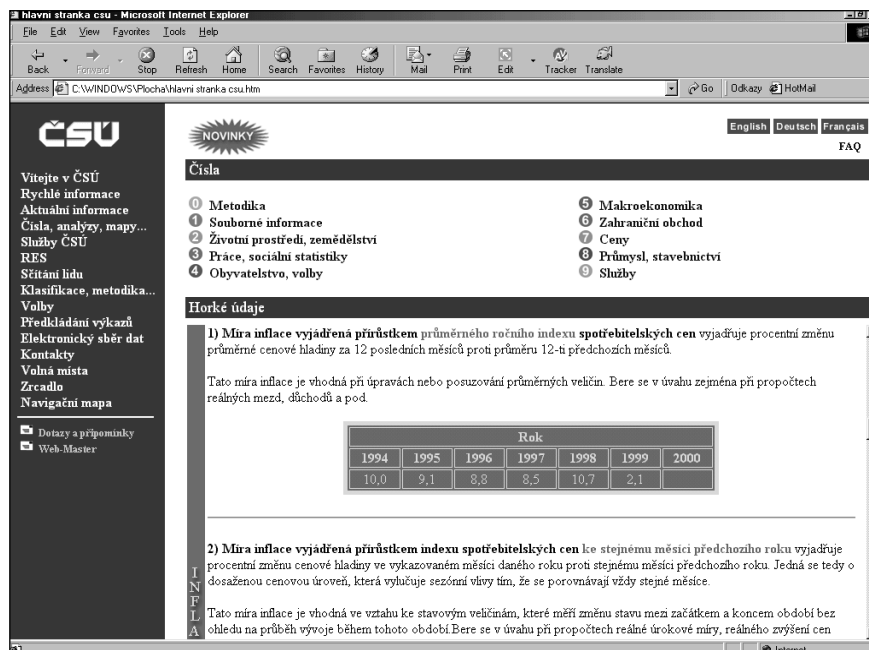 hlavni stranka csu - Microsoft Internet Explorer
File Edit View Favorites Tools Help
Back Forward Stop Refresh Home Search Favorites History Mail Print Edit Tracker Translate
Address C:\WINDOWS\Plocha\hlavni stranka csu.htm Go Odkazy HotMail
ČSÚ
NOVINKY
English Deutsch Français
FAQ
Vítejte v ČSÚ
Rychlé informace
Aktuální informace
Čísla, analýzy, mapy...
Služby ČSÚ
RES
Sčítání lidu
Klasifikace, metodika...
Volby
Předkládání výkazů
Elektronický sběr dat
Kontakty
Volná místa
Zrcadlo
Navigační mapa
Dotazy a připomínky
Web-Master
Čísla
0 Metodika
1 Souborné informace
2 Životní prostředí, zemědělství
3 Práce, sociální statistiky
4 Obyvatelstvo, volby
5 Makroekonomika
6 Zahraniční obchod
7 Ceny
8 Průmysl, stavebnictví
9 Služby
Horké údaje
1) Míra inflace vyjádřená přírůstkem průměrného ročního indexu spotřebitelských cen vyjadřuje procentní změnu
průměrné cenové hladiny za 12 posledních měsíců proti průměru 12-ti předchozích měsíců.
Tato míra inflace je vhodná při úpravách nebo posuzování průměrných veličin. Bere se v úvahu zejména při propočtech
reálných mezd, důchodů a pod.
Rok
1994 1995 1996 1997 1998 1999 2000
10,0 9,1 8,8 8,5 10,7 2,1
2) Míra inflace vyjádřená přírůstkem indexu spotřebitelských cen ke stejnému měsíci předchozího roku vyjadřuje
procentní změnu cenové hladiny ve vykazovaném měsíci daného roku proti stejnému měsíci předchozího roku. Jedná se tedy o
dosaženou cenovou úroveň, která vylučuje sezónní vlivy tím, že se porovnávají vždy stejné měsíce.
Tato míra inflace je vhodná ve vztahu ke stavovým veličinám, které měří změnu stavu mezi začátkem a koncem období bez
ohledu na průběh vývoje během tohoto období.Bere se v úvahu při propočtech reálné úrokové míry, reálného zvýšení cen
I
N
F
L
A
Internet